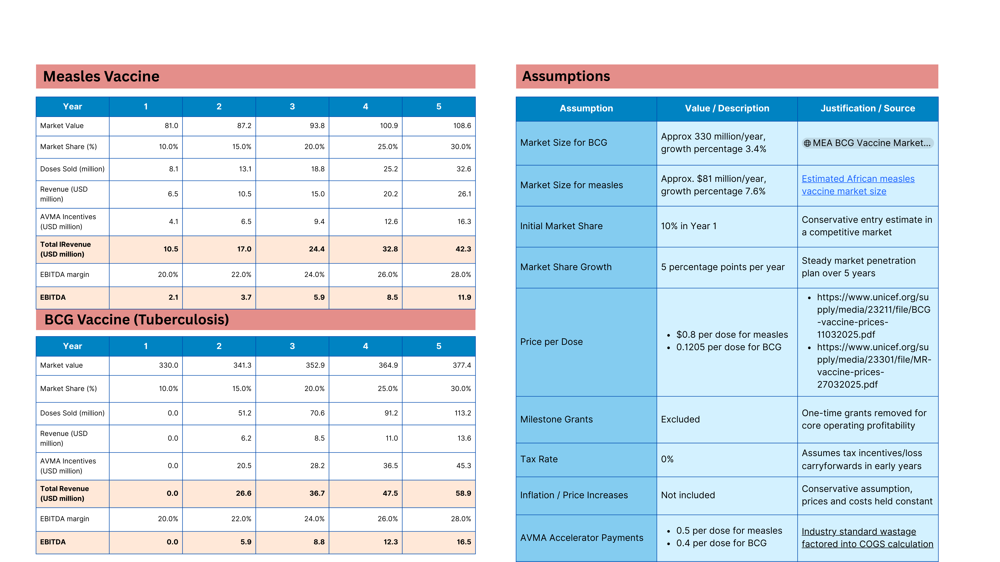 Measles Vaccine
Year 1 2 3 4 5
Market Value 81.0 87.2 93.8 100.9 108.6
Market Share (%) 10.0% 15.0% 20.0% 25.0% 30.0%
Doses Sold (million) 8.1 13.1 18.8 25.2 32.6
Revenue (USD
million) 6.5 10.5 15.0 20.2 26.1
AVMA Incentives
(USD million) 4.1 6.5 9.4 12.6 16.3
Total IRevenue
(USD million) 10.5 17.0 24.4 32.8 42.3
EBITDA margin 20.0% 22.0% 24.0% 26.0% 28.0%
EBITDA 2.1 3.7 5.9 8.5 11.9
BCG Vaccine (Tuberculosis)
Year 1 2 3 4 5
Market value 330.0 341.3 352.9 364.9 377.4
Market Share (%) 10.0% 15.0% 20.0% 25.0% 30.0%
Doses Sold (million) 0.0 51.2 70.6 91.2 113.2
Revenue (USD
million) 0.0 6.2 8.5 11.0 13.6
AVMA Incentives
(USD million) 0.0 20.5 28.2 36.5 45.3
Total Revenue
(USD million) 0.0 26.6 36.7 47.5 58.9
EBITDA margin 20.0% 22.0% 24.0% 26.0% 28.0%
EBITDA 0.0 5.9 8.8 12.3 16.5
Assumptions
Assumption Value / Description Justification / Source
Market Size for BCG
Approx 330 million/year,
growth percentage 3.4%
MEA BCG Vaccine Market...
Market Size for measles
Approx. $81 million/year,
growth percentage 7.6%
Estimated African measles
vaccine market size
Initial Market Share
10% in Year 1
Conservative entry estimate in
a competitive market
Market Share Growth
5 percentage points per year
Steady market penetration
plan over 5 years
Price per Dose
• $0.8 per dose for measles
• 0.1205 per dose for BCG
• https://www.unicef.org/su
pply/media/23211/file/BCG
-vaccine-prices-
11032025.pdf
• https://www.unicef.org/su
pply/media/23301/file/MR-
vaccine-prices-
27032025.pdf
Milestone Grants
Excluded
One-time grants removed for
core operating profitability
Tax Rate
0%
Assumes tax incentives/loss
carryforwards in early years
Inflation / Price Increases
Not included
Conservative assumption,
prices and costs held constant
AVMA Accelerator Payments
• 0.5 per dose for measles
• 0.4 per dose for BCG
Industry standard wastage
factored into COGS calculation